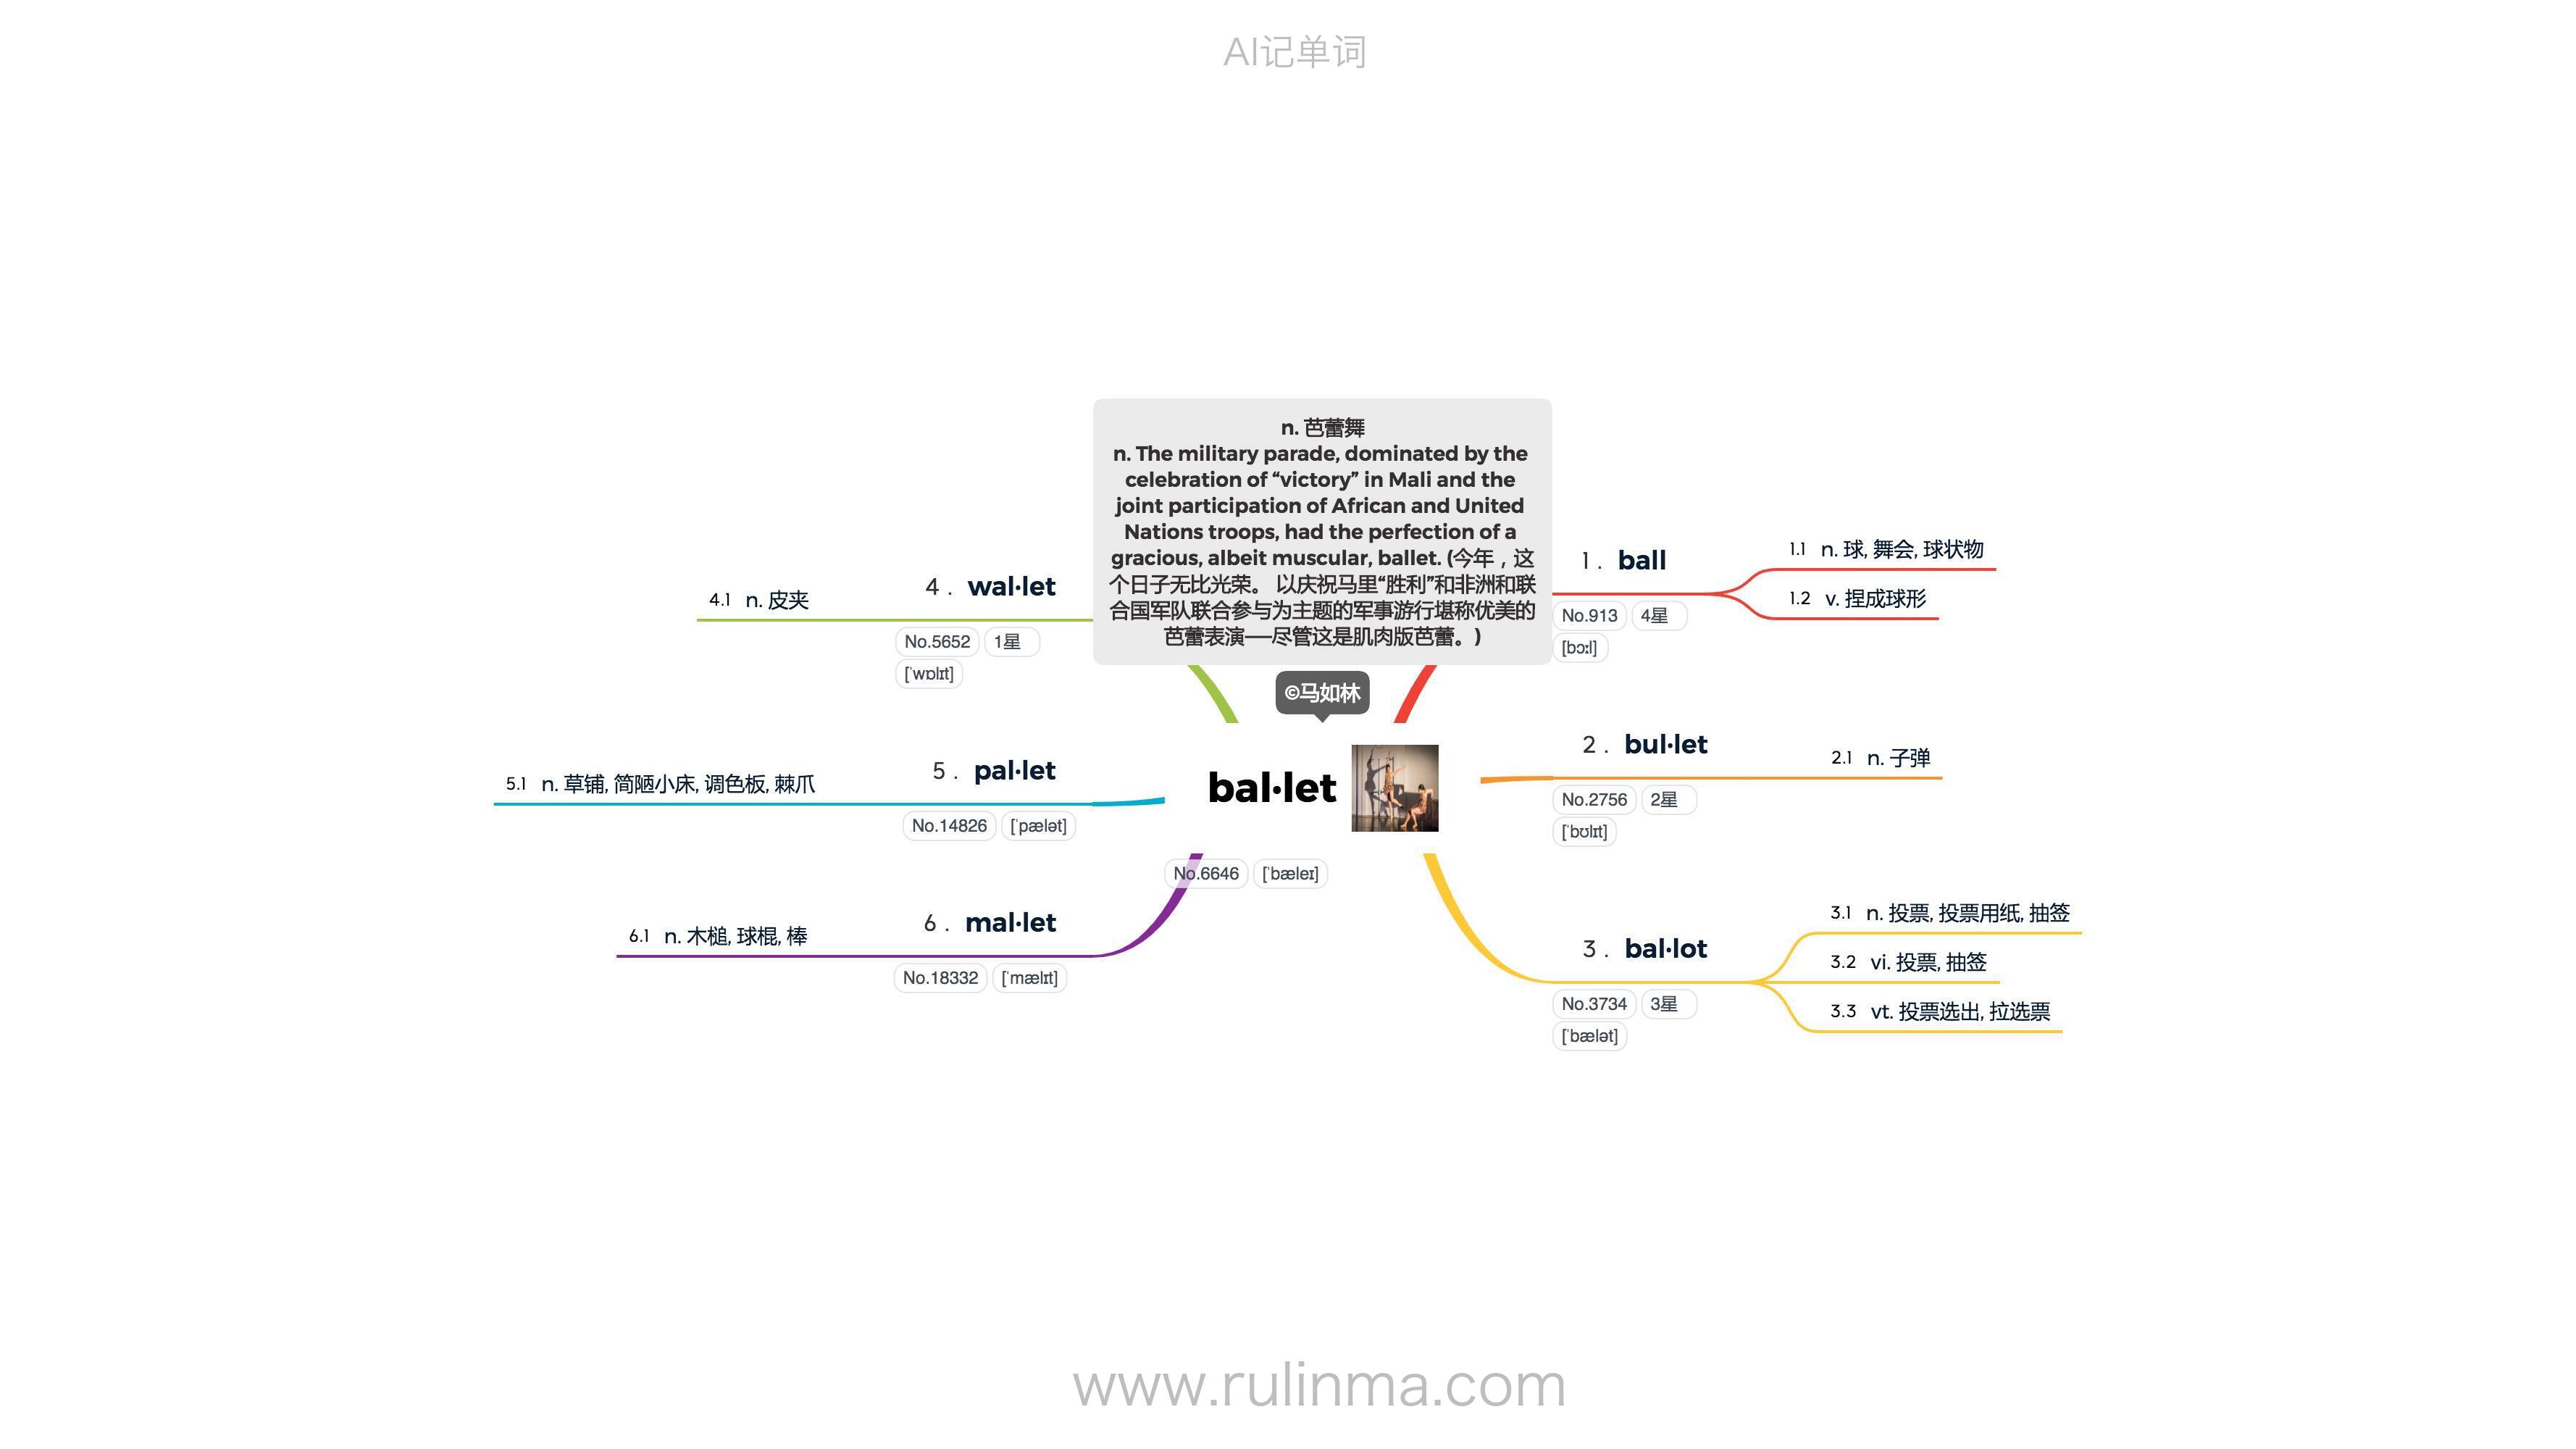 AI记单词
n. 芭蕾舞
n. The military parade, dominated by the
celebration of “victory” in Mali and the
joint participation of African and United
Nations troops, had the perfection of a
gracious, albeit muscular, ballet. (今年，这
个日子无比光荣。 以庆祝马里“胜利”和非洲和联
合国军队联合参与为主题的军事游行堪称优美的
芭蕾表演——尽管这是肌肉版芭蕾。)
©马如林
bal·let
No.6646 [ˈbæleɪ]
1 . ball
No.913 4星
[bɔːl]
1.1 n. 球, 舞会, 球状物
1.2 v. 捏成球形
2 . bul·let
No.2756 2星
[ˈbʊlɪt]
2.1 n. 子弹
3 . bal·lot
No.3734 3星
[ˈbælət]
3.1 n. 投票, 投票用纸, 抽签
3.2 vi. 投票, 抽签
3.3 vt. 投票选出, 拉选票
4 . wal·let
No.5652 1星
[ˈwɒlɪt]
4.1 n. 皮夹
5 . pal·let
No.14826 [ˈpælət]
5.1 n. 草铺, 简陋小床, 调色板, 棘爪
6 . mal·let
No.18332 [ˈmælɪt]
6.1 n. 木槌, 球棍, 棒
www.rulinma.com